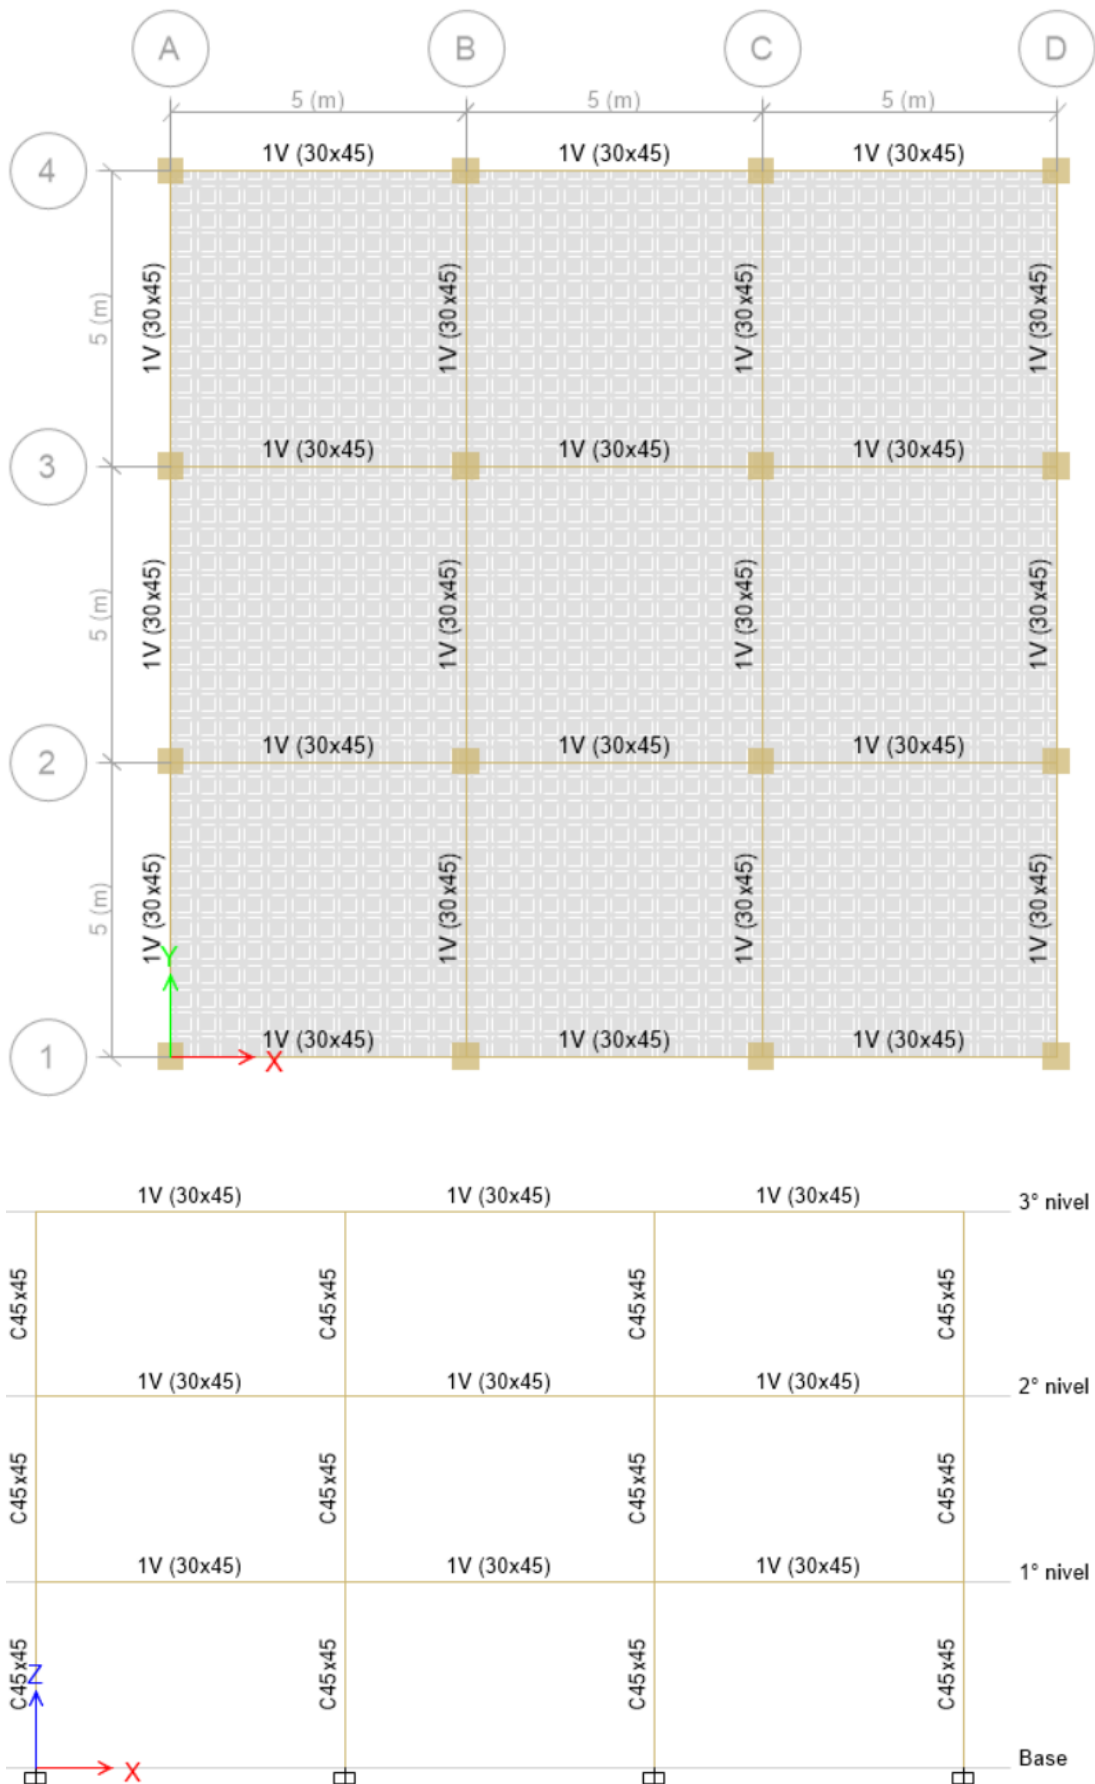 A B C D
5 (m) 5 (m) 5 (m)
1V (30x45) 1V (30x45) 1V (30x45)
4
1V (30x45) 1V (30x45) 1V (30x45) 1V (30x45)
5 (m)
1V (30x45) 1V (30x45) 1V (30x45)
3
1V (30x45) 1V (30x45) 1V (30x45) 1V (30x45)
5 (m)
1V (30x45) 1V (30x45) 1V (30x45)
2
1V (30x45) 1V (30x45) 1V (30x45) 1V (30x45)
5 (m)
Y
1V (30x45) 1V (30x45) 1V (30x45)
1
X
1V (30x45) 1V (30x45) 1V (30x45)
3° nivel
C45x45 C45x45 C45x45 C45x45
1V (30x45) 1V (30x45) 1V (30x45)
2° nivel
C45x45 C45x45 C45x45 C45x45
1V (30x45) 1V (30x45) 1V (30x45)
1° nivel
C45x45 C45x45 C45x45 C45x45
Z
Base
X